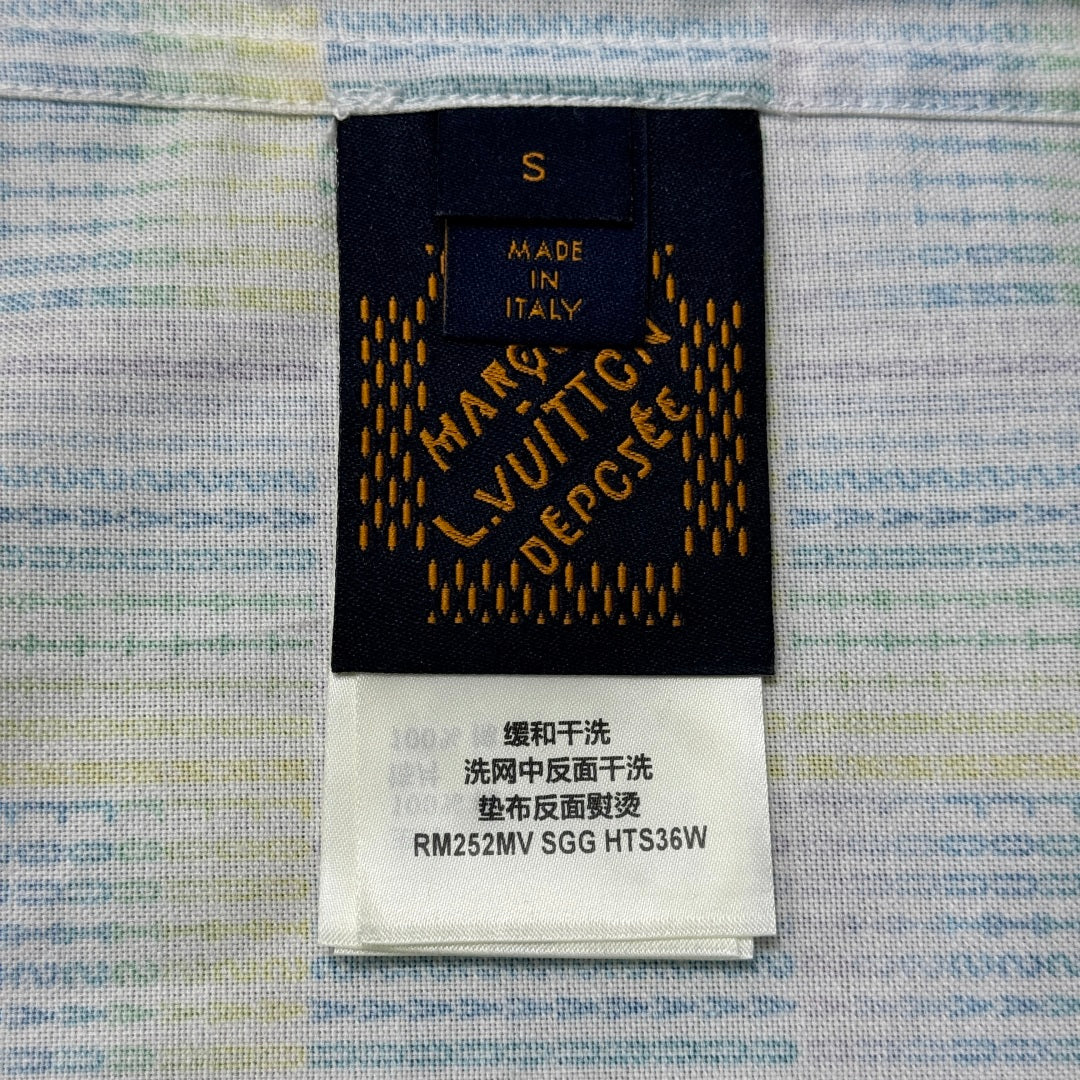 S
MADE
IN
ITALY
L.VUITTON
DEPOSÉE
缓和干洗
洗网中反面干洗
垫布反面熨烫
RM252MV SGG HTS36W